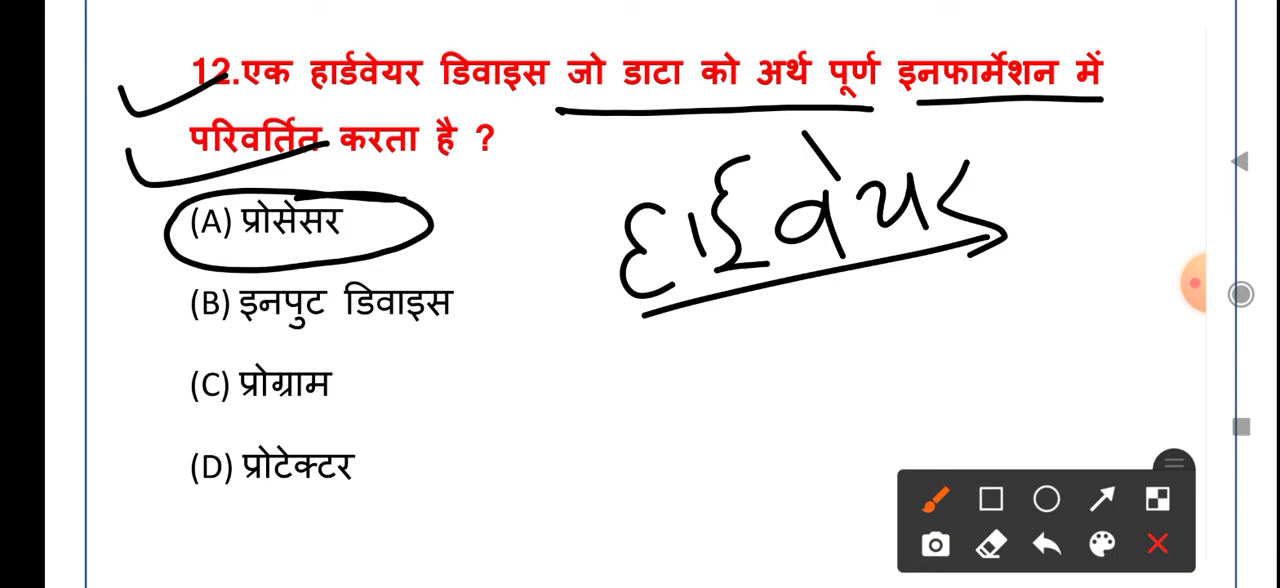 12.एक हार्डवेयर डिवाइस जो डाटा को अर्थ पूर्ण इनफार्मेशन में
परिवर्तित करता है ?
(A) प्रोसेसर
हार्डवेयर
(B) इनपुट डिवाइस
(C) प्रोग्राम
(D) प्रोटेक्टर